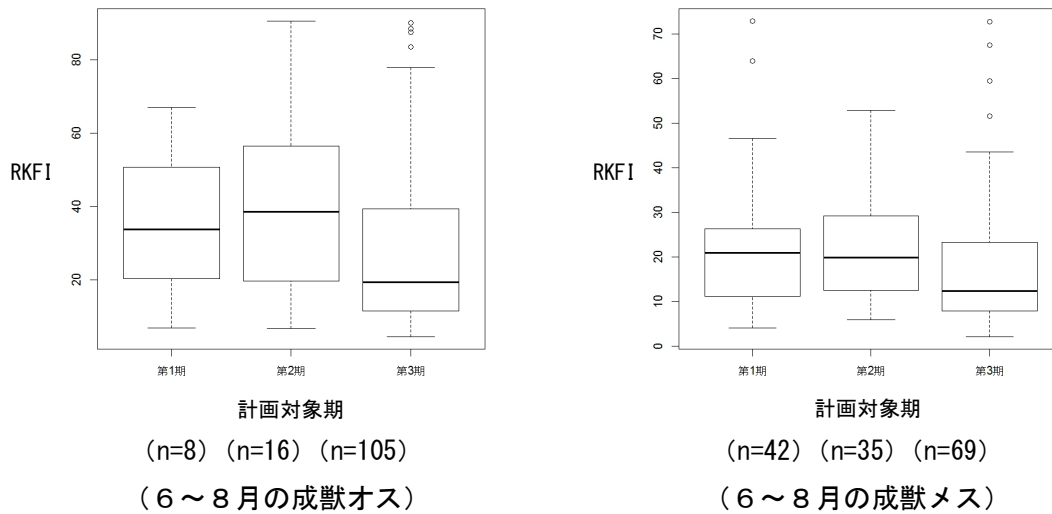 80
60
40
20
RKFI
第1期 第2期 第3期
計画対象期
(n=8) (n=16) (n=105)
(6～8月の成獣オス)
70
60
50
40
30
20
10
0
RKFI
第1期 第2期 第3期
計画対象期
(n=42) (n=35) (n=69)
(6～8月の成獣メス)